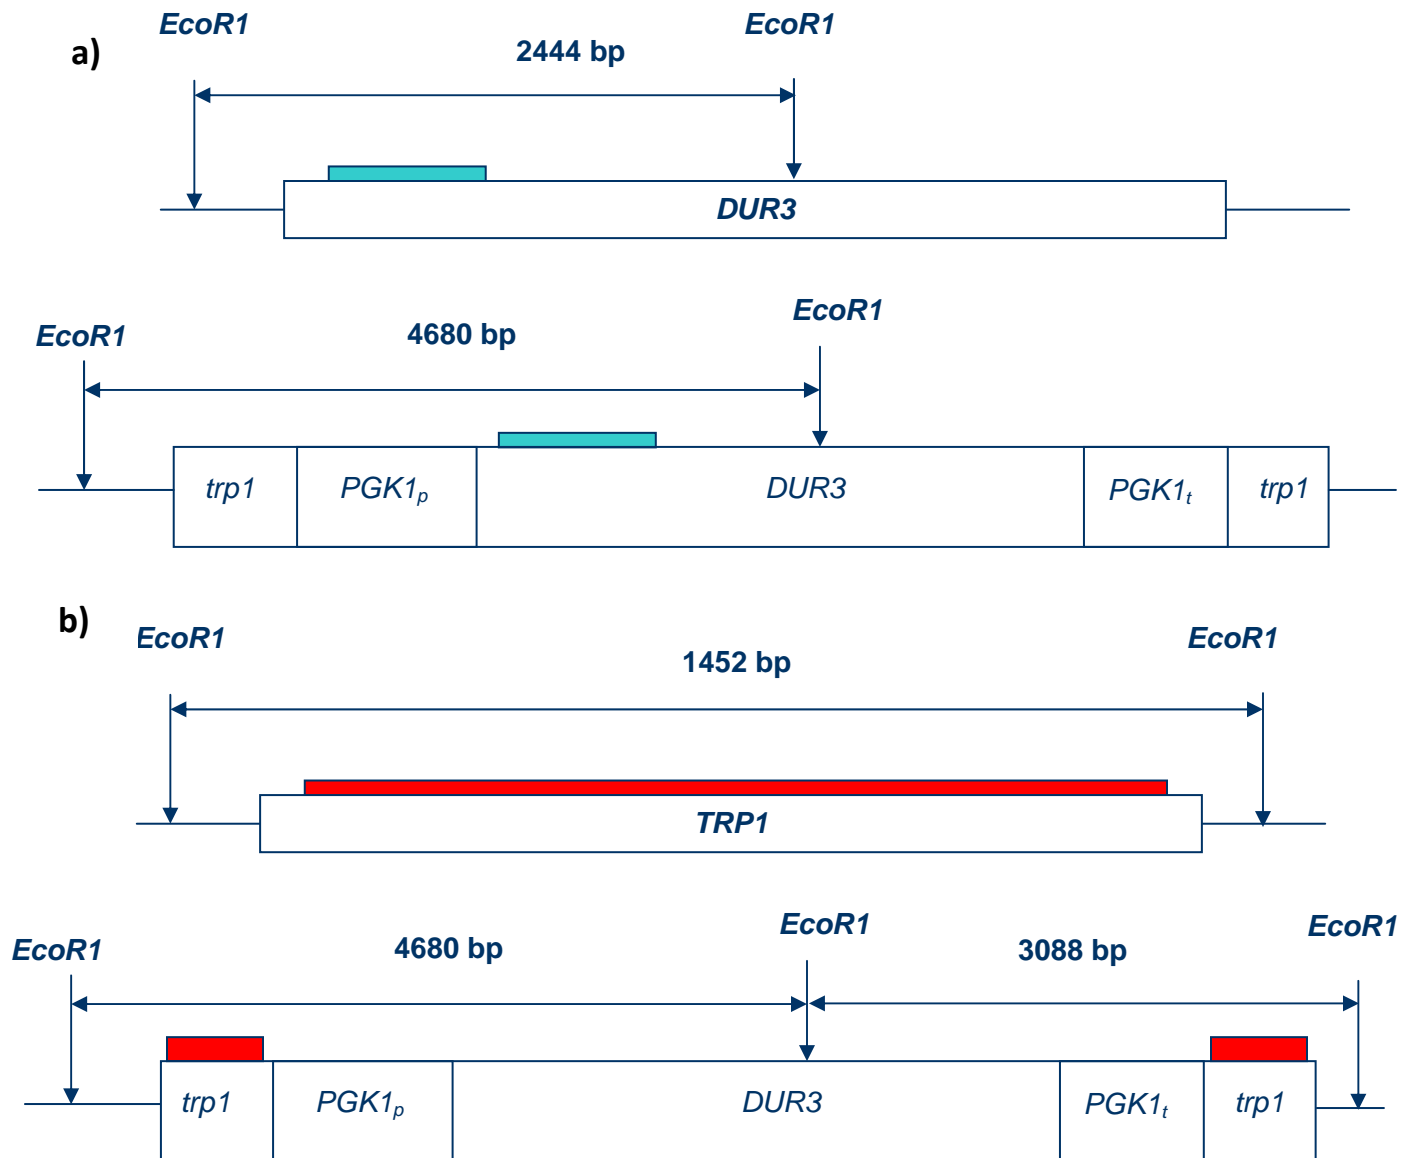 a)
EcoR1 EcoR1
2444 bp
DUR3
EcoR1 EcoR1
4680 bp
trp1 PGK1p DUR3 PGK1t trp1
b)
EcoR1 EcoR1
1452 bp
TRP1
EcoR1 EcoR1 EcoR1
4680 bp 3088 bp
trp1 PGK1p DUR3 PGK1t trp1